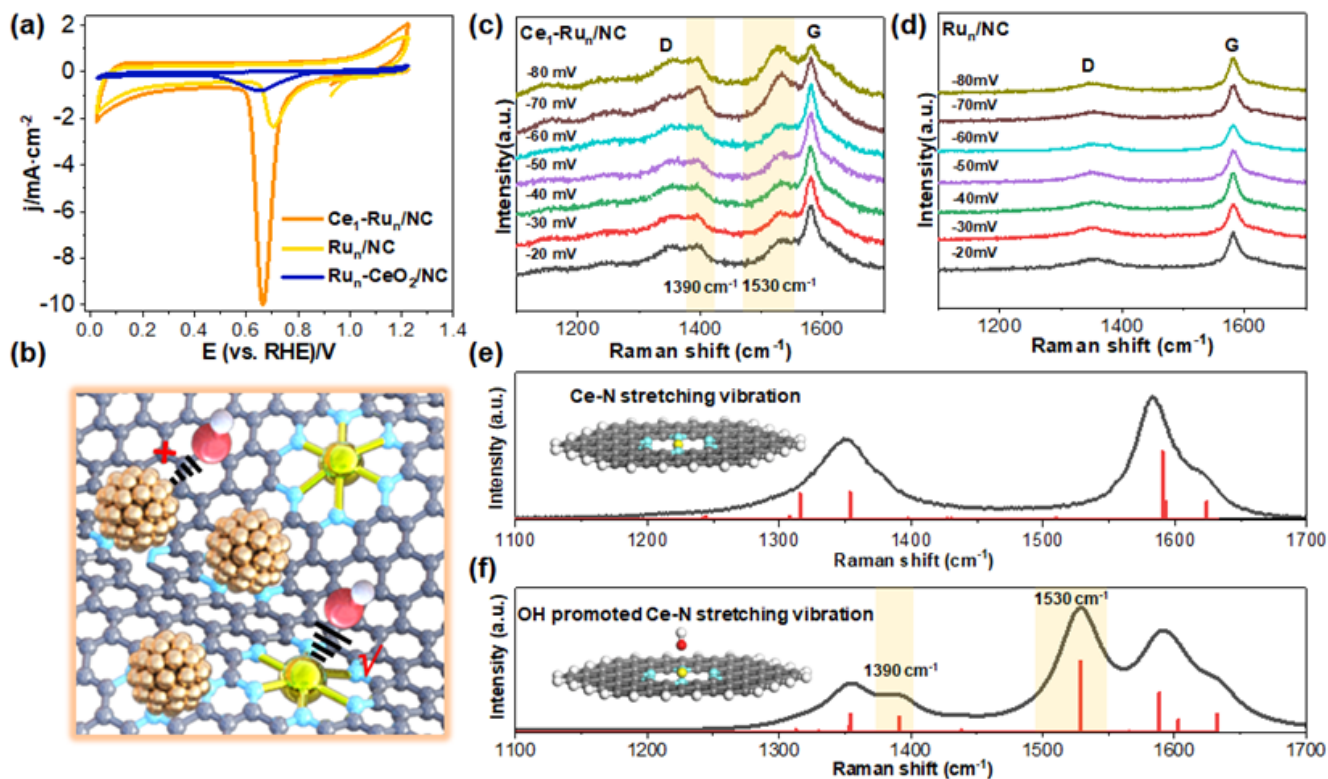 (a)
2
0
-2
-4
-6
-8
-10
j/mA·cm⁻²
Ce₁-Ruₙ/NC
Ruₙ/NC
Ruₙ-CeO₂/NC
0.0 0.2 0.4 0.6 0.8 1.0 1.2 1.4
E (vs. RHE)/V
(b)
(c)
Ce₁-Ruₙ/NC
D
G
-80 mV
-70 mV
-60 mV
-50 mV
-40 mV
-30 mV
-20 mV
1390 cm⁻¹ 1530 cm⁻¹
Intensity(a.u.)
1200 1400 1600
Raman shift (cm⁻¹)
(d)
Ruₙ/NC
D
G
-80mV
-70mV
-60mV
-50mV
-40mV
-30mV
-20mV
Intensity(a.u.)
1200 1400 1600
Raman shift (cm⁻¹)
(e)
Ce-N stretching vibration
Intensity (a.u.)
1100 1200 1300 1400 1500 1600 1700
Raman shift (cm⁻¹)
(f)
OH promoted Ce-N stretching vibration
1390 cm⁻¹
1530 cm⁻¹
Intensity (a.u.)
1100 1200 1300 1400 1500 1600 1700
Raman shift (cm⁻¹)